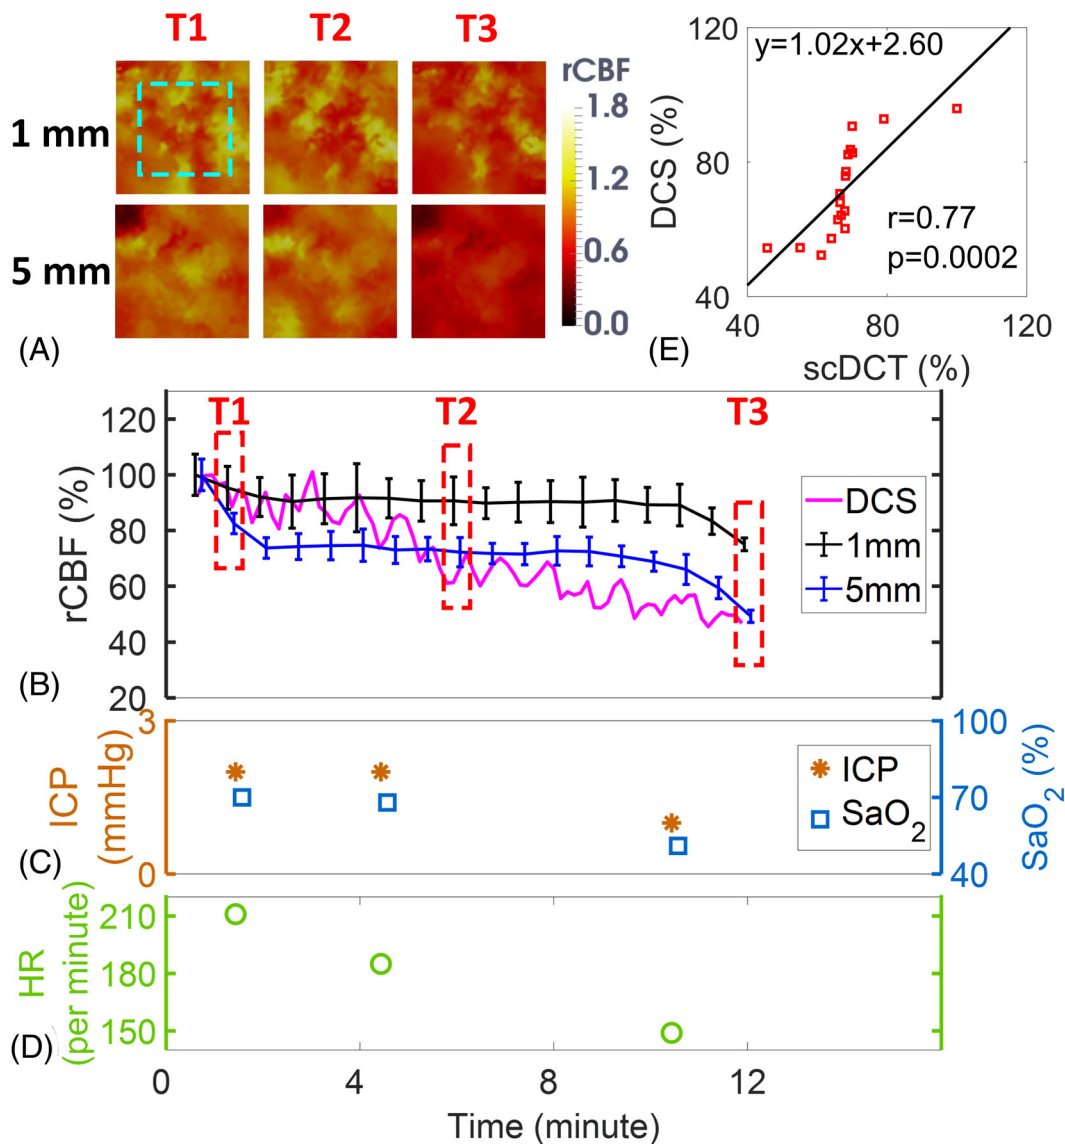 T1 T2 T3
1 mm
5 mm
rCBF
1.8
1.2
0.6
0.0
(A)
y=1.02x+2.60
r=0.77
p=0.0002
DCS (%)
120
80
40
40 80 120
scDCT (%)
(E)
T1 T2 T3
rCBF (%)
120
100
80
60
40
20
DCS
1mm
5mm
(B)
ICP
(mmHg)
3
0
ICP
SaO2
100
70
40
SaO2 (%)
(C)
HR
(per minute)
210
180
150
(D)
0 4 8 12
Time (minute)